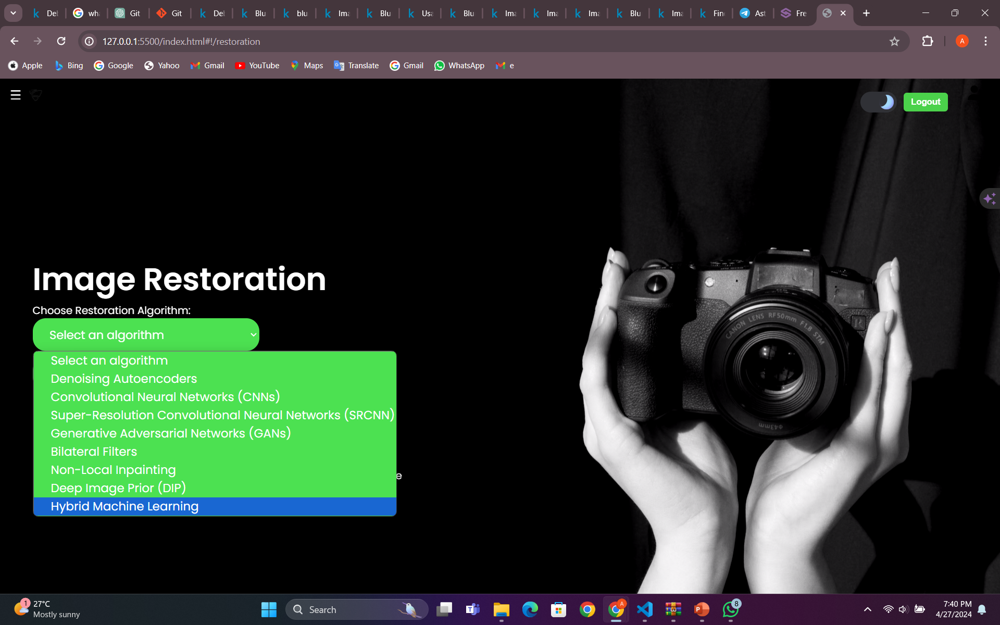 Del
wha
Git
Git
Del
Blu
blu
Ima
Blu
Usa
Blu
Ima
Ima
Ima
Blu
Ima
Fin
Ast
Fre
127.0.0.1:5500/index.html#!/restoration
A
Apple
Bing
Google
Yahoo
Gmail
YouTube
Maps
Translate
Gmail
WhatsApp
e
Logout
Image Restoration
Choose Restoration Algorithm:
Select an algorithm
Select an algorithm
Denoising Autoencoders
Convolutional Neural Networks (CNNs)
Super-Resolution Convolutional Neural Networks (SRCNN)
Generative Adversarial Networks (GANs)
Bilateral Filters
Non-Local Inpainting
e
Deep Image Prior (DIP)
Hybrid Machine Learning
CANON LENS RF50mm F1.8 STM
R
φ43mm
1
27°C
Mostly sunny
Search
A
8
7:40 PM
4/27/2024